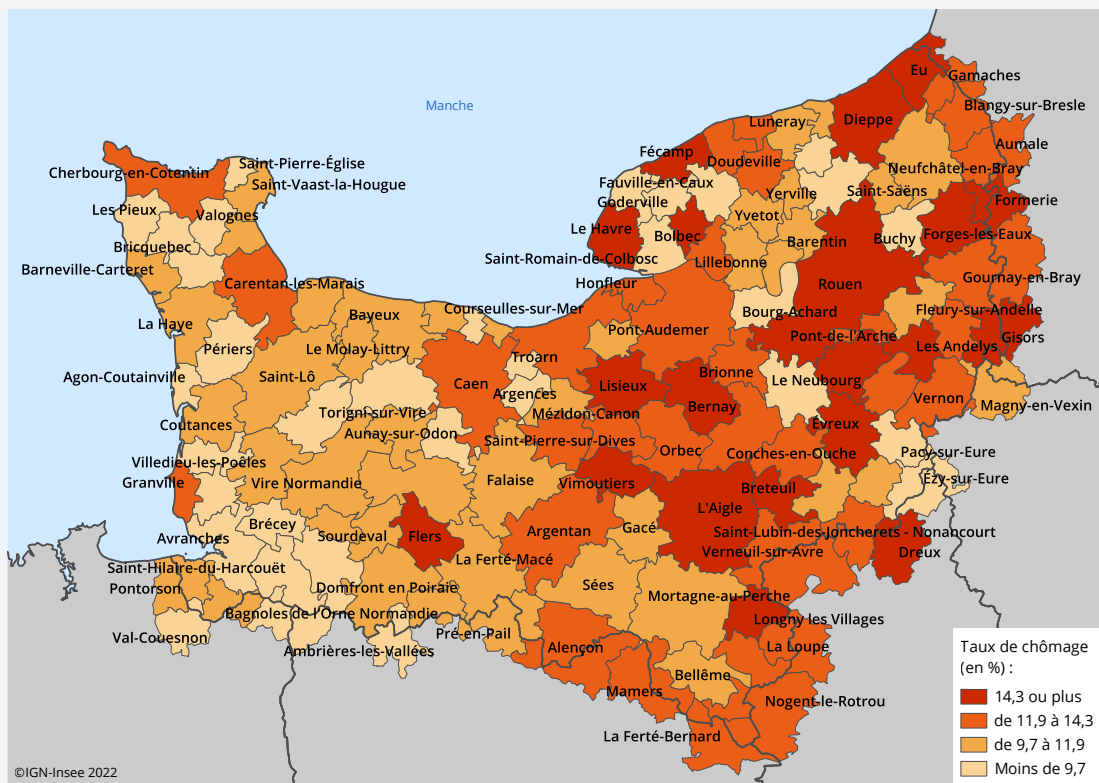 Eu
Gamaches
Manche
Blangy-sur-Bresle
Dieppe
Luneray
Aumale
Fécamp
Doudeville
Saint-Pierre-Église
Neufchâtel-en-Bray
Cherbourg-en-Cotentin
Saint-Vaast-la-Hougue
Fauville-en-Caux
Yerville
Saint-Säëns
Goderville
Formerie
Les Pieux
Valognes
Yvetot
Le Havre
Bolbec
Barentin
Buchy
Forges-les-Eaux
Bricquebec
Saint-Romain-de-Colbosc
Lillebonne
Barneville-Carteret
Gournay-en-Bray
Carentan-les-Marais
Honfleur
Rouen
Courseulles-sur-Mer
Bourg-Achard
Fleury-sur-Andelle
Bayeux
La Haye
Pont-Audemer
Pont-de-l'Arche
Gisors
Périers
Le Molay-Littry
Troarn
Les Andelys
Agon-Coutainville
Saint-Lô
Caen
Lisieux
Brionne
Le Neubourg
Argences
Vernon
Magny-en-Vexin
Torigni-sur-Vire
Mézidon-Canon
Bernay
Coutances
Aunay-sur-Odon
Évreux
Saint-Pierre-sur-Dives
Orbec
Conches-en-Ouche
Pacy-sur-Eure
Villedieu-les-Poêles
Granville
Vire Normandie
Falaise
Vimoutiers
Breteuil
Ézy-sur-Eure
L'Aigle
Brécey
Avranches
Sourdeval
Flers
Argentan
Gacé
Saint-Lubin-des-Joncherets - Nonancourt
Verneuil-sur-Avre
Dreux
La Ferté-Macé
Saint-Hilaire-du-Harcouët
Pontorson
Domfront en Poiraie
Sées
Mortagne-au-Perche
Bagnoles de l'Orne Normandie
Longny les Villages
Val-Couesnon
Pré-en-Pail
Ambrières-les-Vallées
Alençon
La Loupe
Bellême
Mamers
Nogent-le-Rotrou
La Ferté-Bernard
Taux de chômage
(en %) :
14,3 ou plus
de 11,9 à 14,3
de 9,7 à 11,9
Moins de 9,7
©IGN-Insee 2022